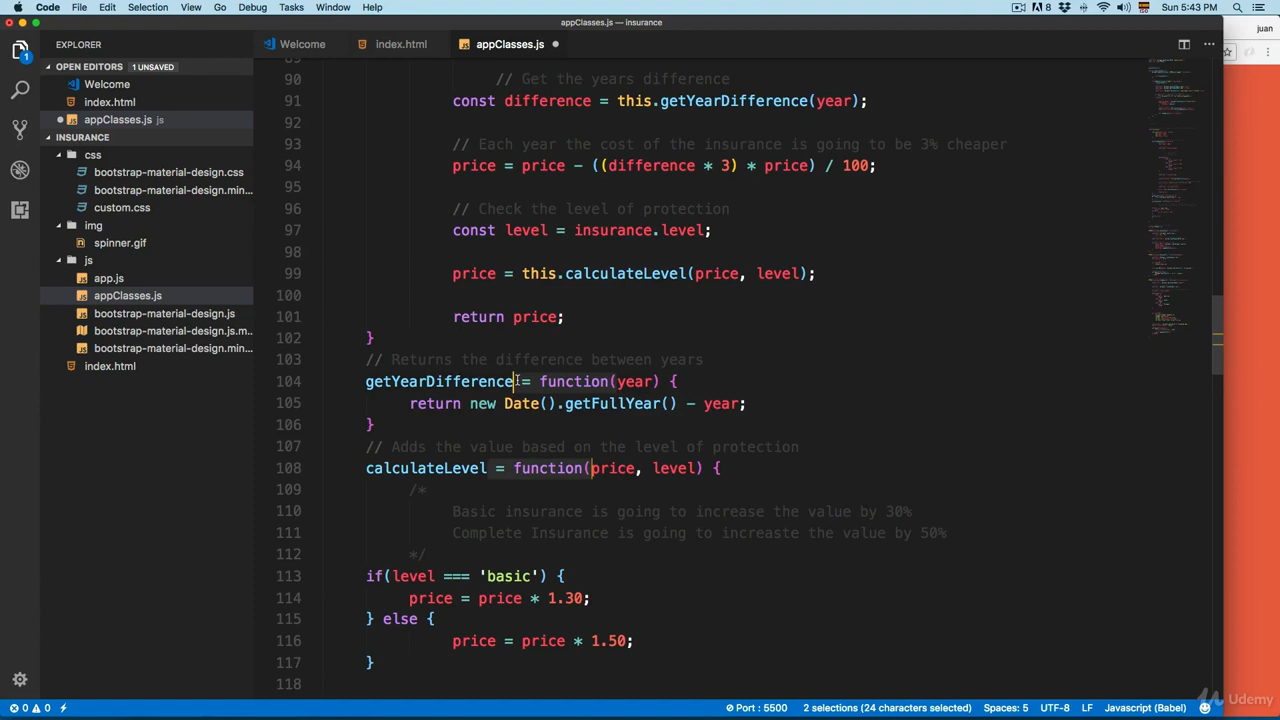 Code File Edit Selection View Go Debug Tasks Window Help 8 Sun 5:43 PM
appClasses.js — insurance
juan
EXPLORER
Welcome index.html appClasses.js
OPEN EDITORS 1 UNSAVED
Welcome
index.html
appClasses.js js
INSURANCE
css
bootstrap-material-design.css
bootstrap-material-design.min...
custom.css
img
spinner.gif
js
app.js
appClasses.js
bootstrap-material-design.js
bootstrap-material-design.js.m...
bootstrap-material-design.min...
index.html
1
89
90 // Get the years difference
91 const difference = this.getYearDifference(year);
92
93 // Each year the cost of the insurance is going to be 3% cheaper
94 price = price - ((difference * 3) * price) / 100;
95
96 Check the level of protection
97 const level = insurance.level;
98
99 price = this.calculateLevel(price, level);
100
101 return price;
102 }
103 // Returns the difference between years
104 getYearDifference = function(year) {
105 return new Date().getFullYear() - year;
106 }
107 // Adds the value based on the level of protection
108 calculateLevel = function(price, level) {
109 /*
110 Basic insurance is going to increase the value by 30%
111 Complete Insurance is going to increaste the value by 50%
112 */
113 if(level === 'basic') {
114 price = price * 1.30;
115 } else {
116 price = price * 1.50;
117 }
118
0 0 Port : 5500 2 selections (24 characters selected) Spaces: 5 UTF-8 LF Javascript (Babel)
Udemy